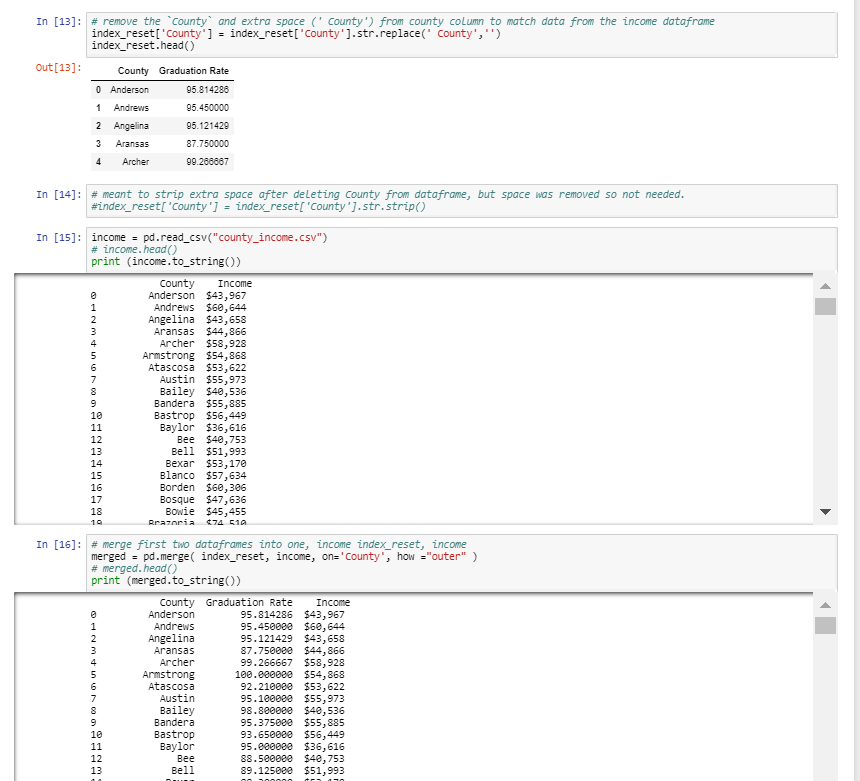 In [13]: # remove the `County` and extra space (' County') from county column to match data from the income dataframe
index_reset['County'] = index_reset['County'].str.replace(' County','')
index_reset.head()
Out[13]:
County Graduation Rate
0 Anderson 95.814286
1 Andrews 95.450000
2 Angelina 95.121429
3 Aransas 87.750000
4 Archer 99.266667
In [14]: # meant to strip extra space after deleting County from dataframe, but space was removed so not needed.
#index_reset['County'] = index_reset['County'].str.strip()
In [15]: income = pd.read_csv("county_income.csv")
# income.head()
print (income.to_string())
County Income
0 Anderson $43,967
1 Andrews $60,644
2 Angelina $43,658
3 Aransas $44,866
4 Archer $58,928
5 Armstrong $54,868
6 Atascosa $53,622
7 Austin $55,973
8 Bailey $40,536
9 Bandera $55,885
10 Bastrop $56,449
11 Baylor $36,616
12 Bee $40,753
13 Bell $51,993
14 Bexar $53,170
15 Blanco $57,634
16 Borden $60,306
17 Bosque $47,636
18 Bowie $45,455
19 Brazoria $74,510
In [16]: # merge first two dataframes into one, income index_reset, income
merged = pd.merge( index_reset, income, on='County', how ="outer" )
# merged.head()
print (merged.to_string())
County Graduation Rate Income
0 Anderson 95.814286 $43,967
1 Andrews 95.450000 $60,644
2 Angelina 95.121429 $43,658
3 Aransas 87.750000 $44,866
4 Archer 99.266667 $58,928
5 Armstrong 100.000000 $54,868
6 Atascosa 92.210000 $53,622
7 Austin 95.100000 $55,973
8 Bailey 98.800000 $40,536
9 Bandera 95.375000 $55,885
10 Bastrop 93.650000 $56,449
11 Baylor 95.000000 $36,616
12 Bee 88.500000 $40,753
13 Bell 89.125000 $51,993